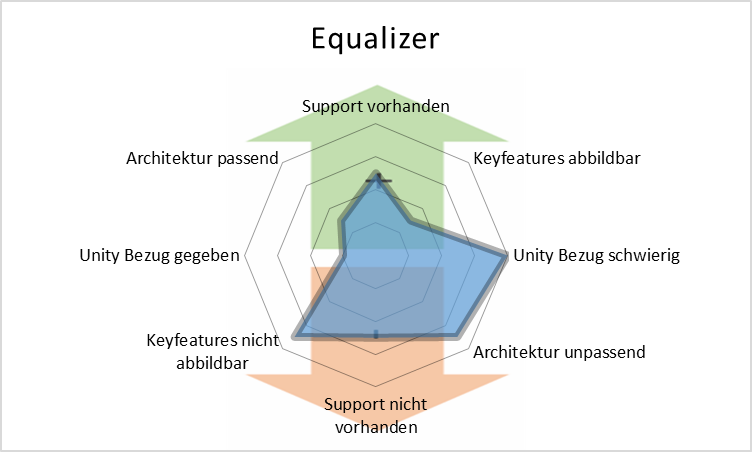 Equalizer
Support vorhanden
Architektur passend
Keyfeatures abbildbar
Unity Bezug gegeben
Unity Bezug schwierig
Keyfeatures nicht
abbildbar
Architektur unpassend
Support nicht
vorhanden